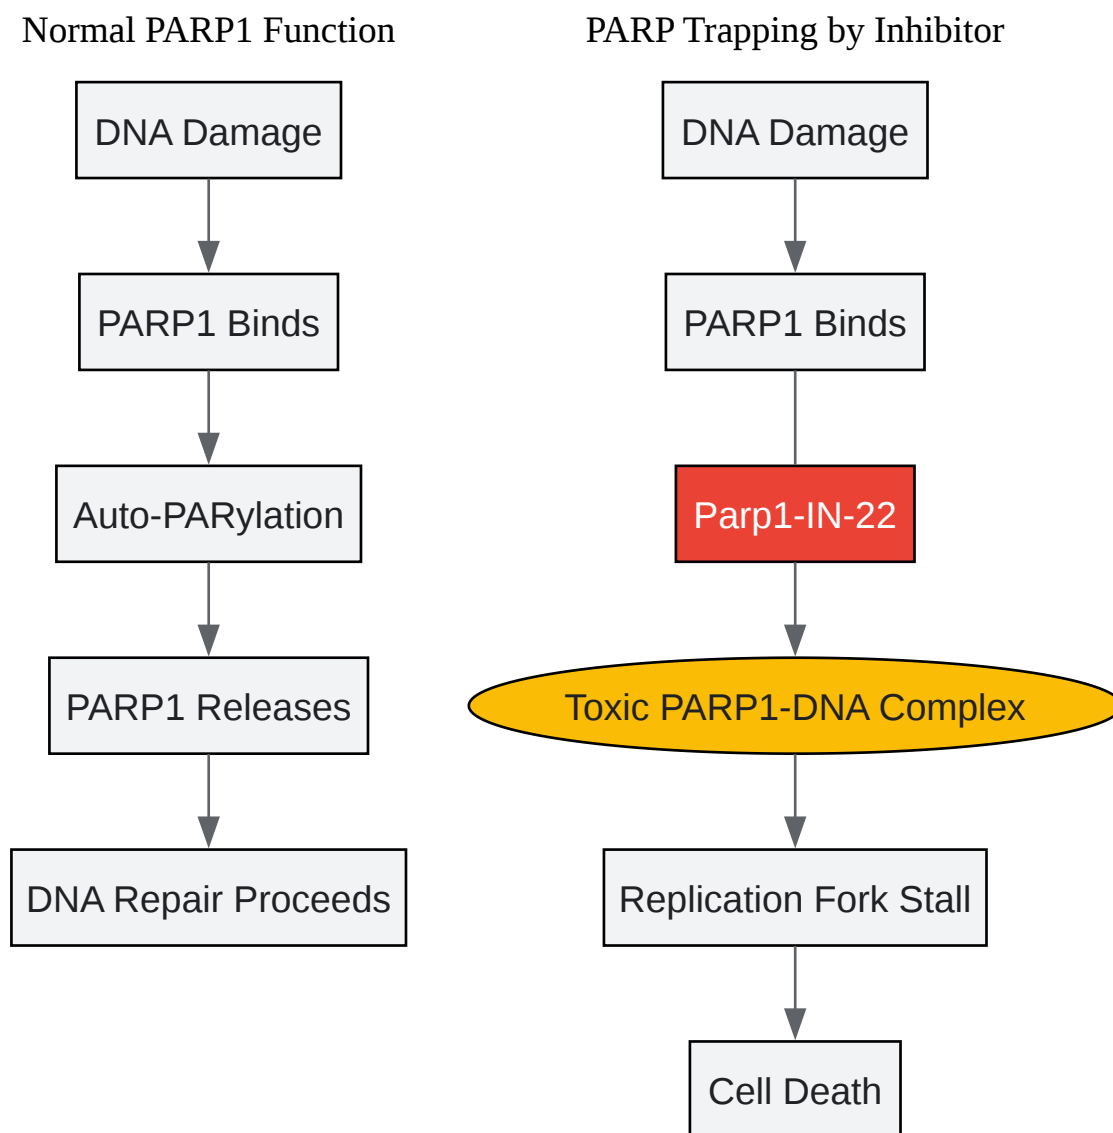 Normal PARP1 Function
DNA Damage
PARP1 Binds
Auto-PARylation
PARP1 Releases
DNA Repair Proceeds
PARP Trapping by Inhibitor
DNA Damage
PARP1 Binds
Parp1-IN-22
Toxic PARP1-DNA Complex
Replication Fork Stall
Cell Death